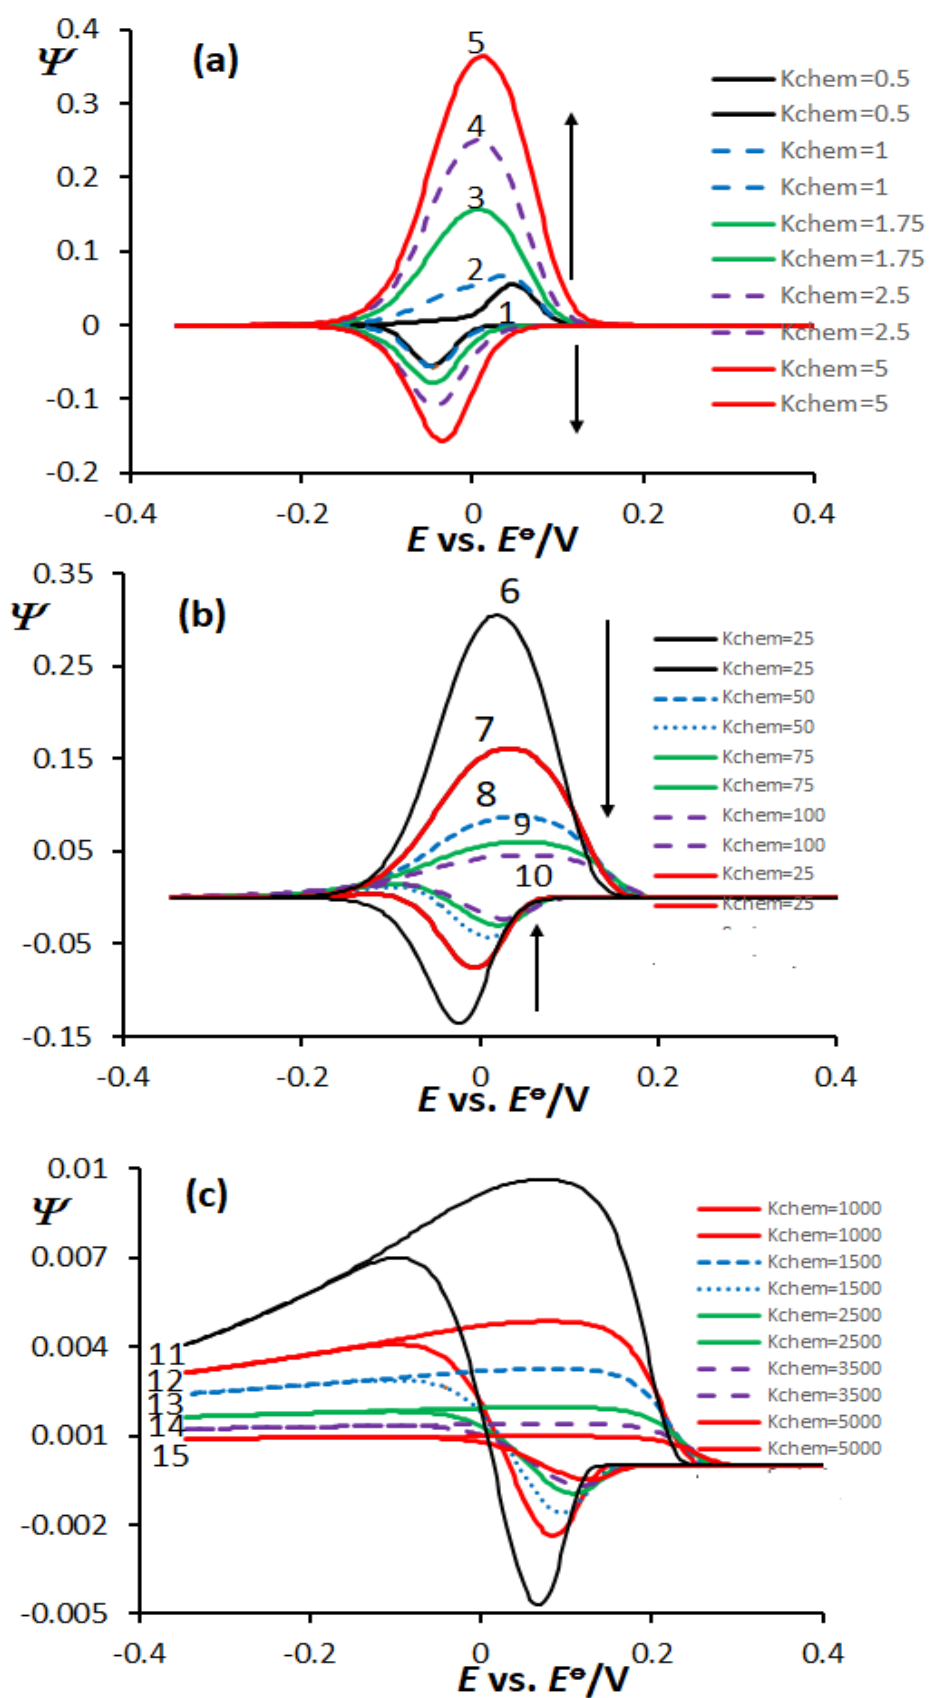 0.4
Ψ
(a)
5
0.3
4
0.2
3
0.1
2
1
0
-0.1
-0.2
-0.4
-0.2
0
0.2
0.4
E vs. E°/V
Kchem=0.5
Kchem=0.5
Kchem=1
Kchem=1
Kchem=1.75
Kchem=1.75
Kchem=2.5
Kchem=2.5
Kchem=5
Kchem=5
0.35
Ψ
(b)
6
0.25
7
0.15
8
9
0.05
10
-0.05
-0.15
-0.4
-0.2
0
0.2
0.4
E vs. E°/V
Kchem=25
Kchem=25
Kchem=50
Kchem=50
Kchem=75
Kchem=75
Kchem=100
Kchem=100
Kchem=25
Kchem=25
0.01
Ψ
(c)
0.007
0.004
11
12
13
14
0.001
15
-0.002
-0.005
-0.4
-0.2
0
0.2
0.4
E vs. E°/V
Kchem=1000
Kchem=1000
Kchem=1500
Kchem=1500
Kchem=2500
Kchem=2500
Kchem=3500
Kchem=3500
Kchem=5000
Kchem=5000